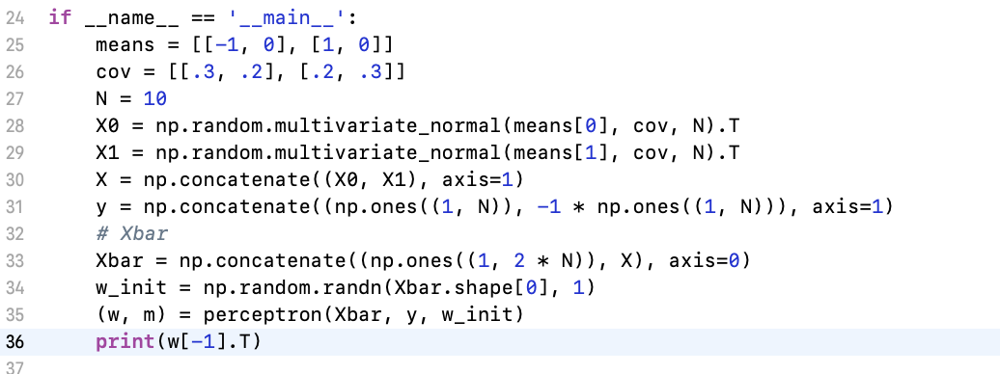 24 if __name__ == '__main__':
25     means = [[-1, 0], [1, 0]]
26     cov = [[.3, .2], [.2, .3]]
27     N = 10
28     X0 = np.random.multivariate_normal(means[0], cov, N).T
29     X1 = np.random.multivariate_normal(means[1], cov, N).T
30     X = np.concatenate((X0, X1), axis=1)
31     y = np.concatenate((np.ones((1, N)), -1 * np.ones((1, N))), axis=1)
32     # Xbar
33     Xbar = np.concatenate((np.ones((1, 2 * N)), X), axis=0)
34     w_init = np.random.randn(Xbar.shape[0], 1)
35     (w, m) = perceptron(Xbar, y, w_init)
36     print(w[-1].T)
37